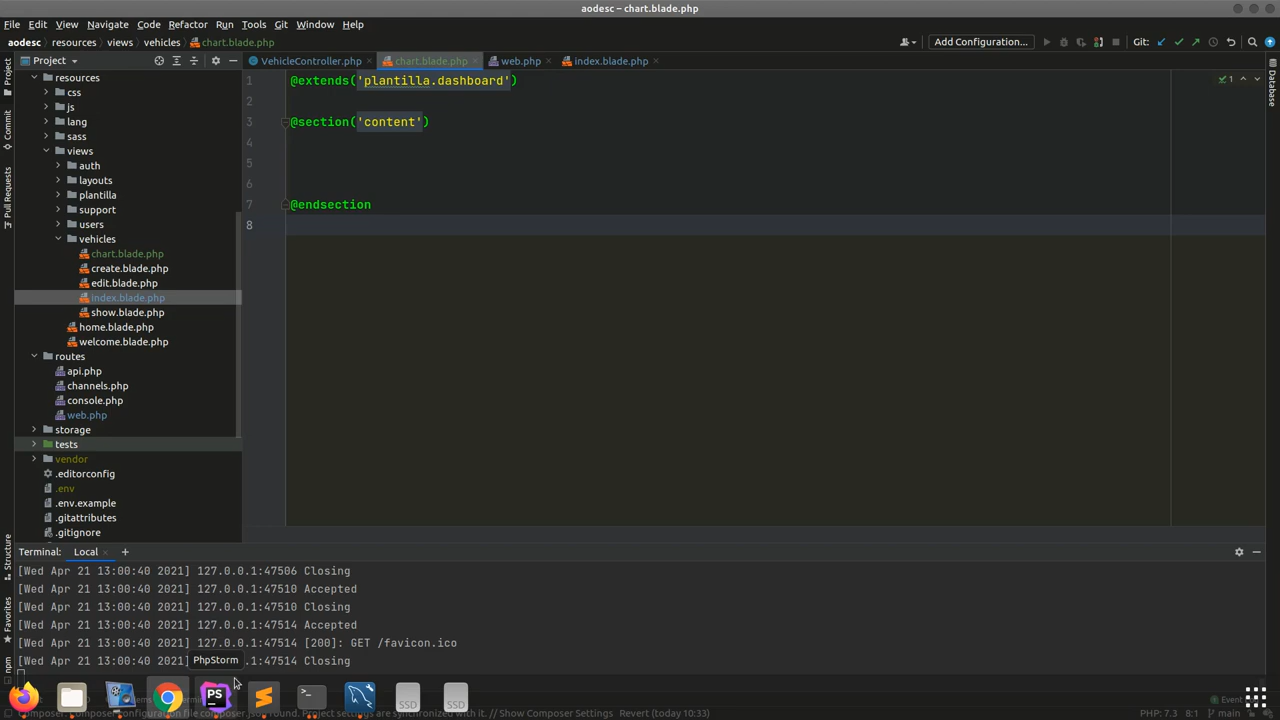 aodesc – chart.blade.php
File Edit View Navigate Code Refactor Run Tools Git Window Help
aodesc resources views vehicles chart.blade.php
Add Configuration...
Git:
Project
VehicleController.php chart.blade.php web.php index.blade.php
resources
css
js
lang
sass
views
auth
layouts
plantilla
support
users
vehicles
chart.blade.php
create.blade.php
edit.blade.php
index.blade.php
show.blade.php
home.blade.php
welcome.blade.php
routes
api.php
channels.php
console.php
web.php
storage
tests
vendor
.editorconfig
.env
.env.example
.gitattributes
.gitignore
1 @extends('plantilla.dashboard')
2
3 @section('content')
4
5
6
7 @endsection
8
1
Project
Commit
Pull Requests
Structure
Favorites
npm
Database
Terminal: Local
[Wed Apr 21 13:00:40 2021] 127.0.0.1:47506 Closing
[Wed Apr 21 13:00:40 2021] 127.0.0.1:47510 Accepted
[Wed Apr 21 13:00:40 2021] 127.0.0.1:47510 Closing
[Wed Apr 21 13:00:40 2021] 127.0.0.1:47514 Accepted
[Wed Apr 21 13:00:40 2021] 127.0.0.1:47514 [200]: GET /favicon.ico
[Wed Apr 21 13:00:40 2021] .1:47514 Closing
PhpStorm
PS
SSD
SSD
Event
found. Project settings are synchronized with it. // Show Composer Settings Revert (today 10:33)
PHP: 7.3 8:1 main